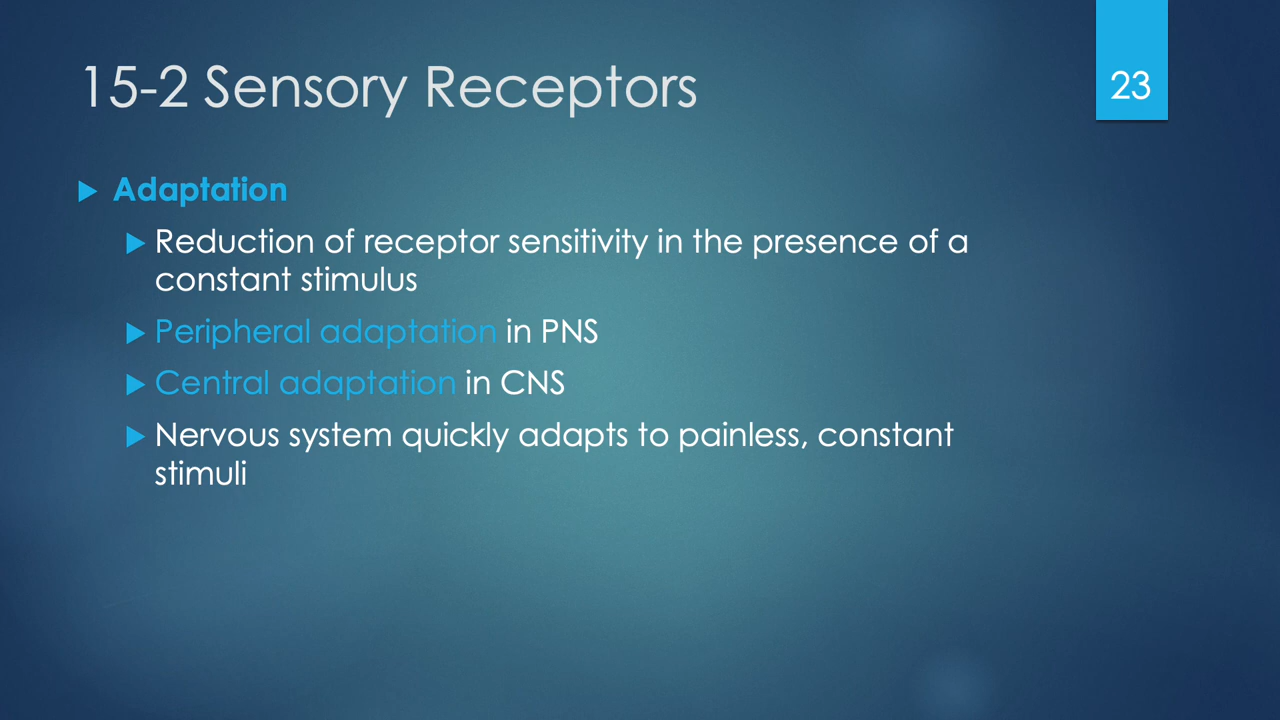 15-2 Sensory Receptors
23
Adaptation
Reduction of receptor sensitivity in the presence of a
constant stimulus
Peripheral adaptation in PNS
Central adaptation in CNS
Nervous system quickly adapts to painless, constant
stimuli